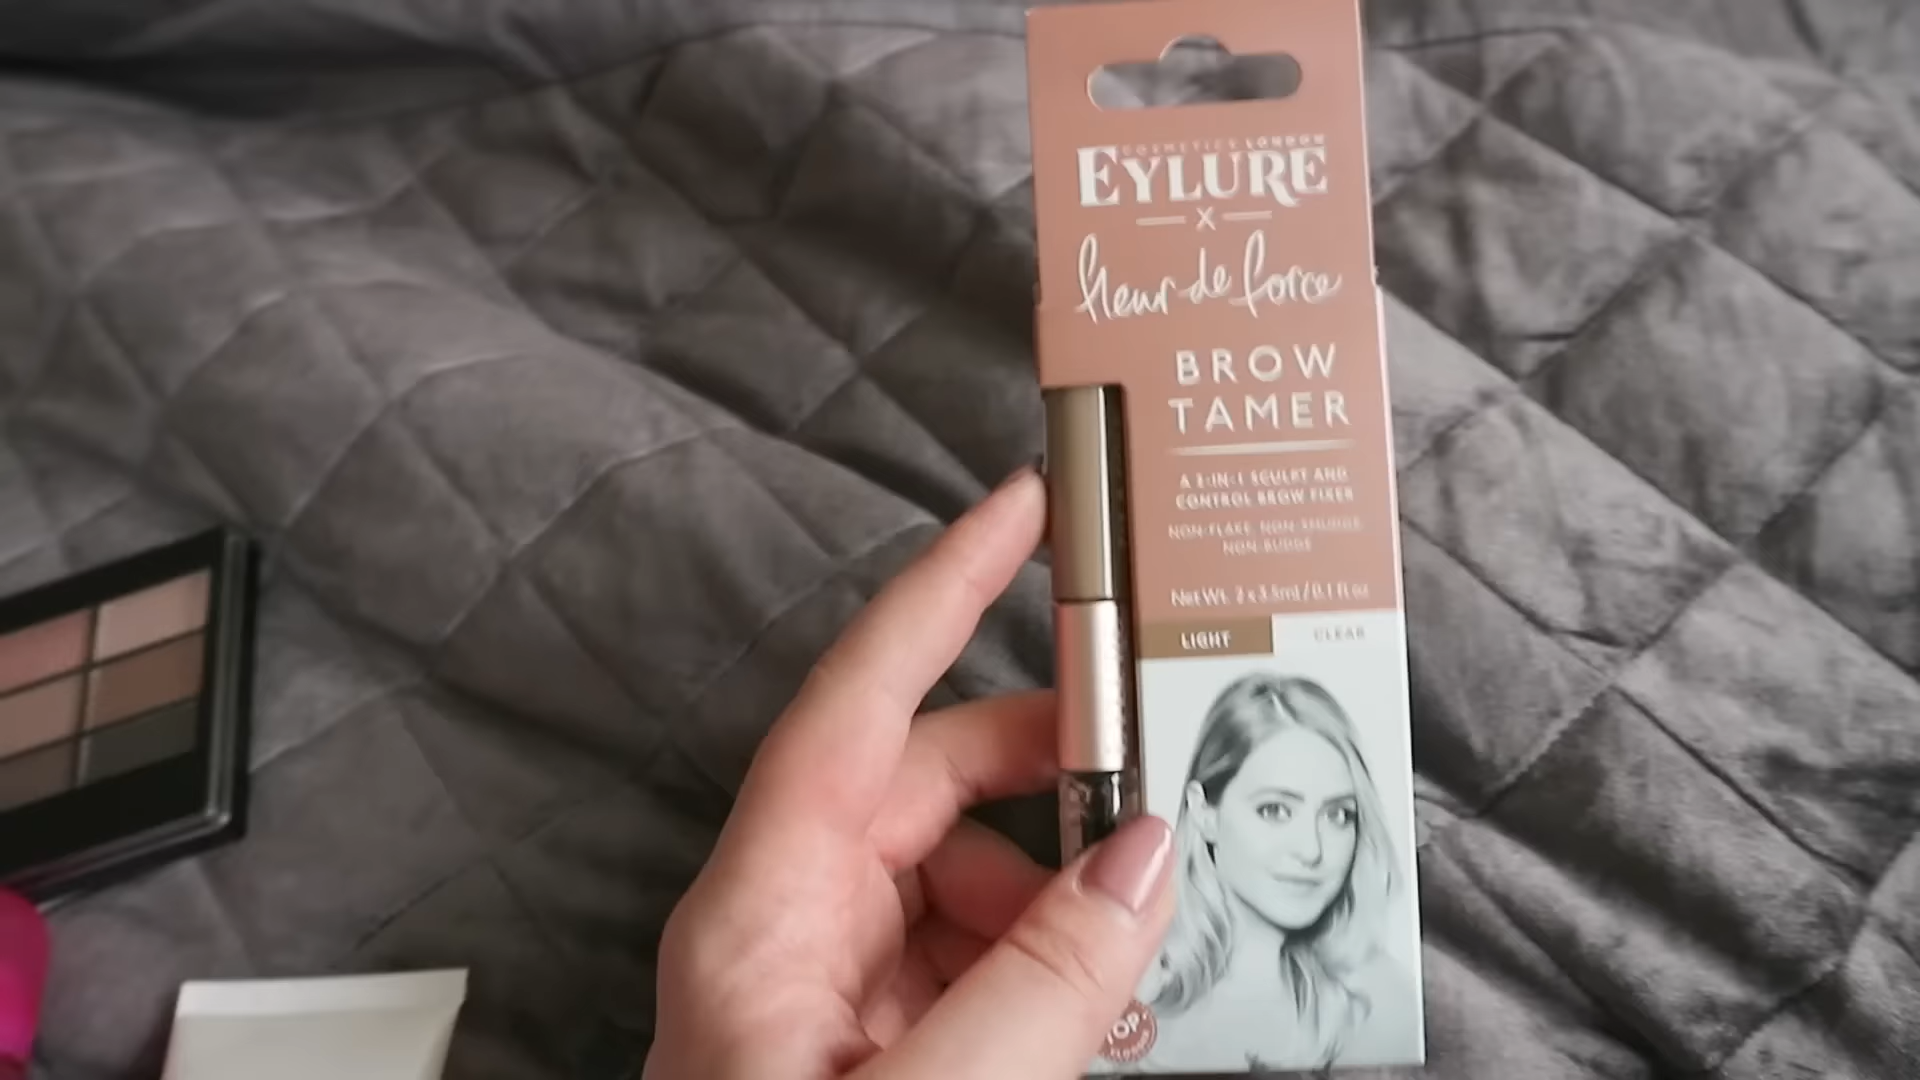 COSMETICS LONDON
EYLURE
X
fleur de force
BROW
TAMER
A 2-IN-1 SCULPT AND
CONTROL BROW FIXER
NON-FLAKE, NON-SMUDGE,
NON-BUDGE
Net Wt. 2 x 3.5ml / 0.1 fl oz
LIGHT
CLEAR
TOP